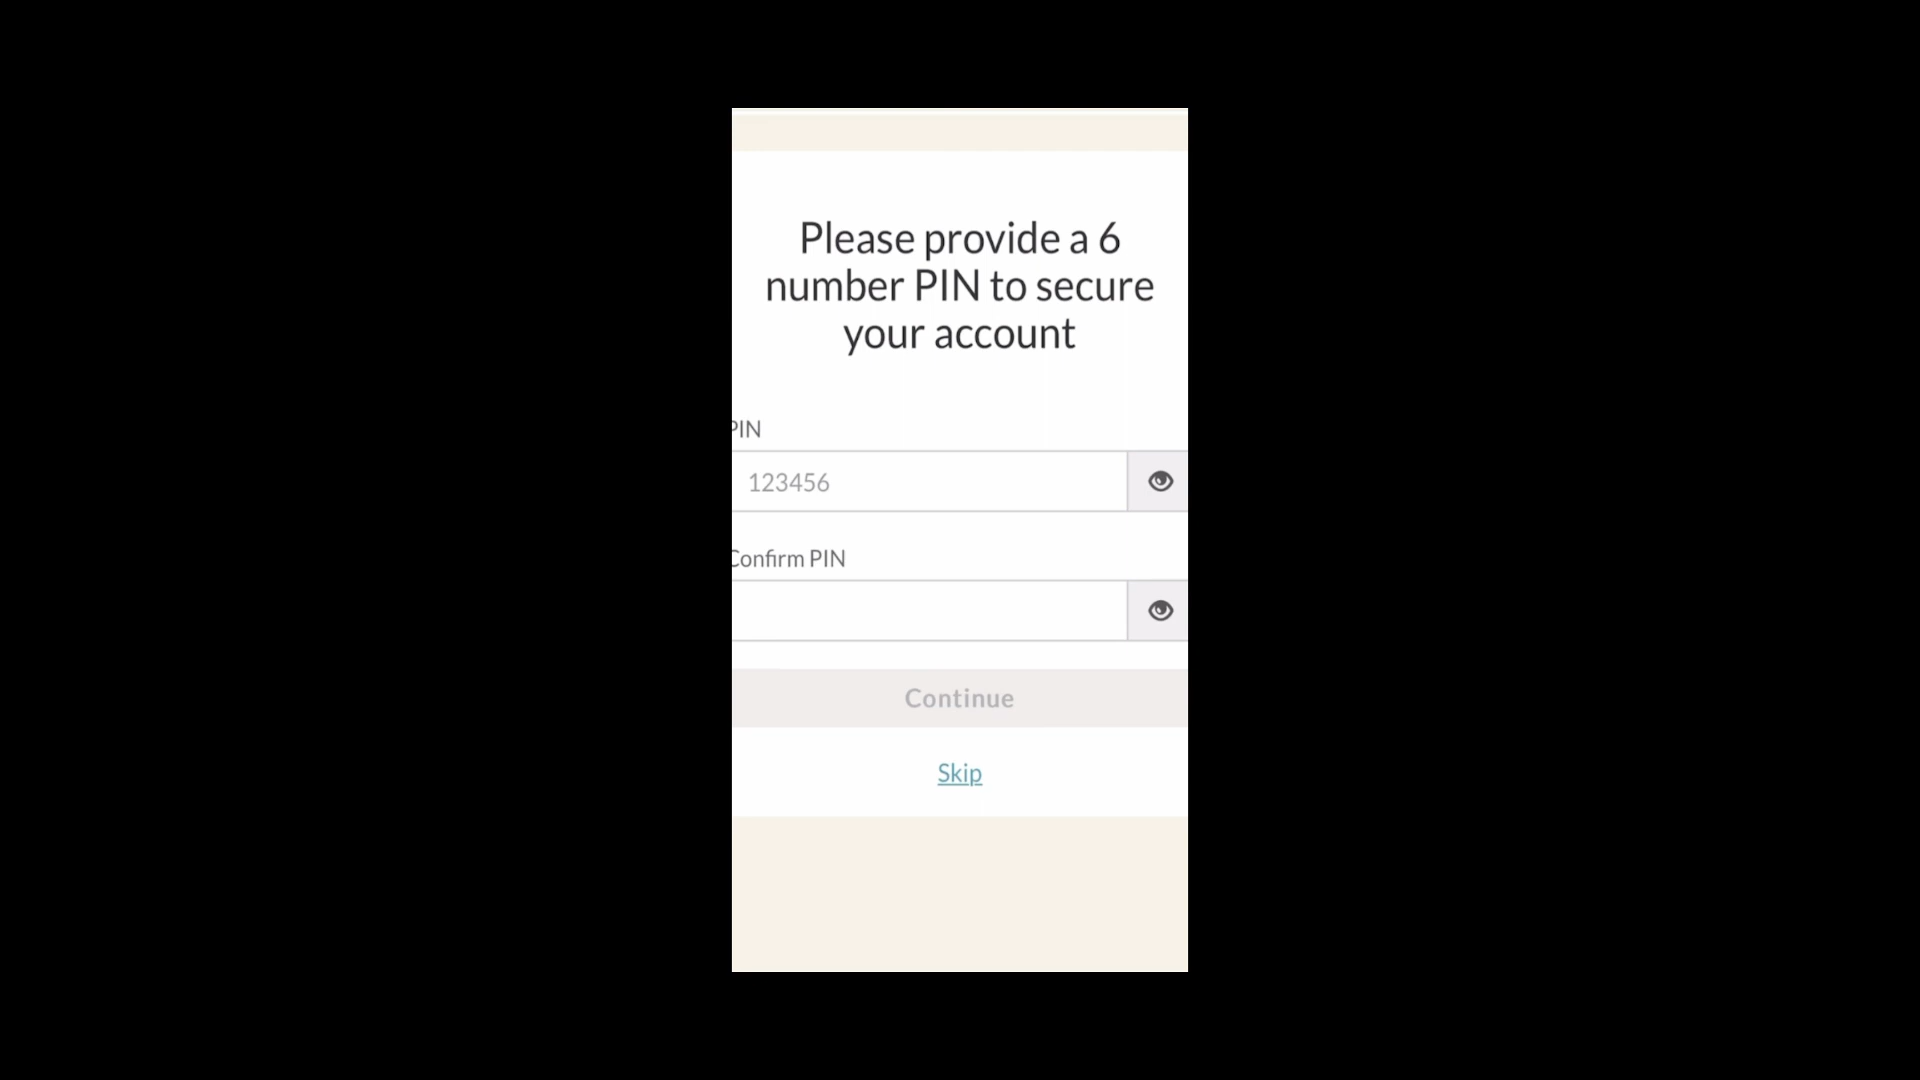 Please provide a 6
number PIN to secure
your account
PIN
123456
Confirm PIN
Continue
Skip